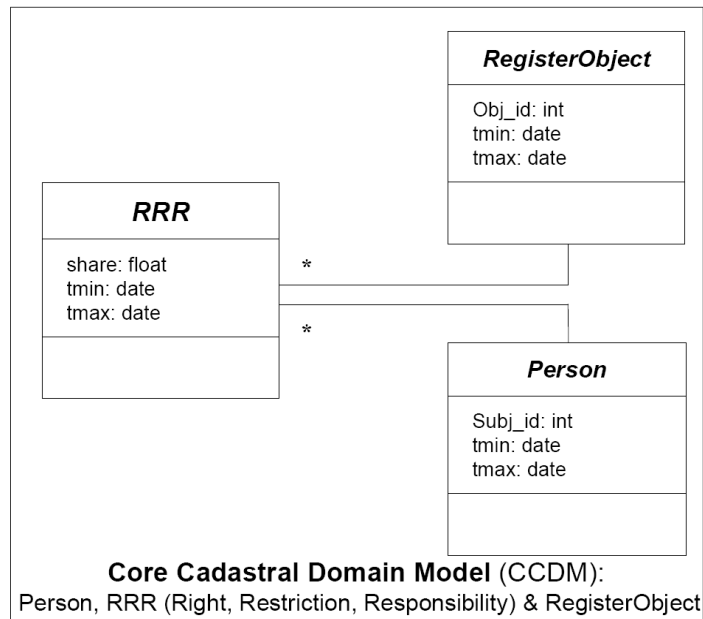 RegisterObject
Obj_id: int
tmin: date
tmax: date
RRR
share: float
tmin: date
tmax: date
*
*
Person
Subj_id: int
tmin: date
tmax: date
Core Cadastral Domain Model (CCDM):
Person, RRR (Right, Restriction, Responsibility) & RegisterObject